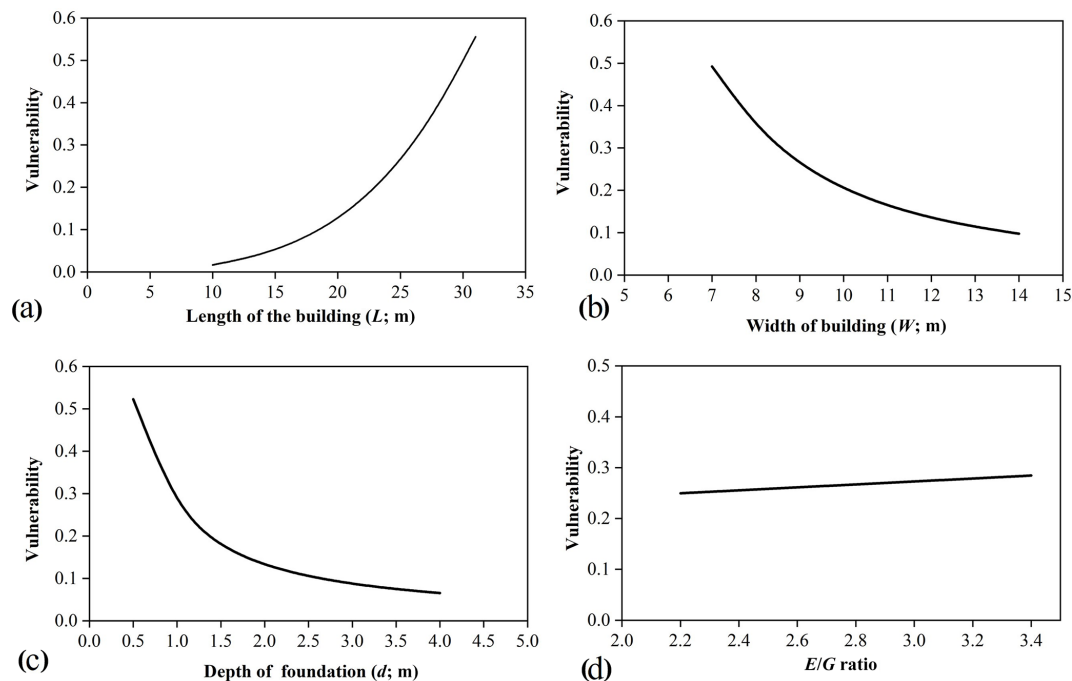 0.6
0.5
0.4
0.3
0.2
0.1
0.0
Vulnerability
0 5 10 15 20 25 30 35
(a) Length of the building (L; m)
0.6
0.5
0.4
0.3
0.2
0.1
0.0
Vulnerability
5 6 7 8 9 10 11 12 13 14 15
(b) Width of building (W; m)
0.6
0.5
0.4
0.3
0.2
0.1
0.0
Vulnerability
0.0 0.5 1.0 1.5 2.0 2.5 3.0 3.5 4.0 4.5 5.0
(c) Depth of foundation (d; m)
0.5
0.4
0.3
0.2
0.1
0.0
Vulnerability
2.0 2.2 2.4 2.6 2.8 3.0 3.2 3.4
(d) E/G ratio